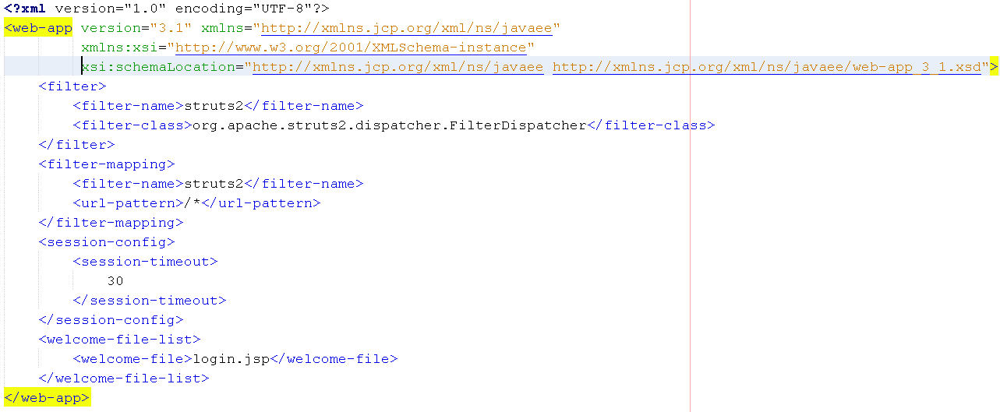 <?xml version="1.0" encoding="UTF-8"?>
<web-app version="3.1" xmlns="http://xmlns.jcp.org/xml/ns/javaee"
xmlns:xsi="http://www.w3.org/2001/XMLSchema-instance"
xsi:schemaLocation="http://xmlns.jcp.org/xml/ns/javaee http://xmlns.jcp.org/xml/ns/javaee/web-app_3_1.xsd">
<filter>
<filter-name>struts2</filter-name>
<filter-class>org.apache.struts2.dispatcher.FilterDispatcher</filter-class>
</filter>
<filter-mapping>
<filter-name>struts2</filter-name>
<url-pattern>/*</url-pattern>
</filter-mapping>
<session-config>
<session-timeout>
30
</session-timeout>
</session-config>
<welcome-file-list>
<welcome-file>login.jsp</welcome-file>
</welcome-file-list>
</web-app>